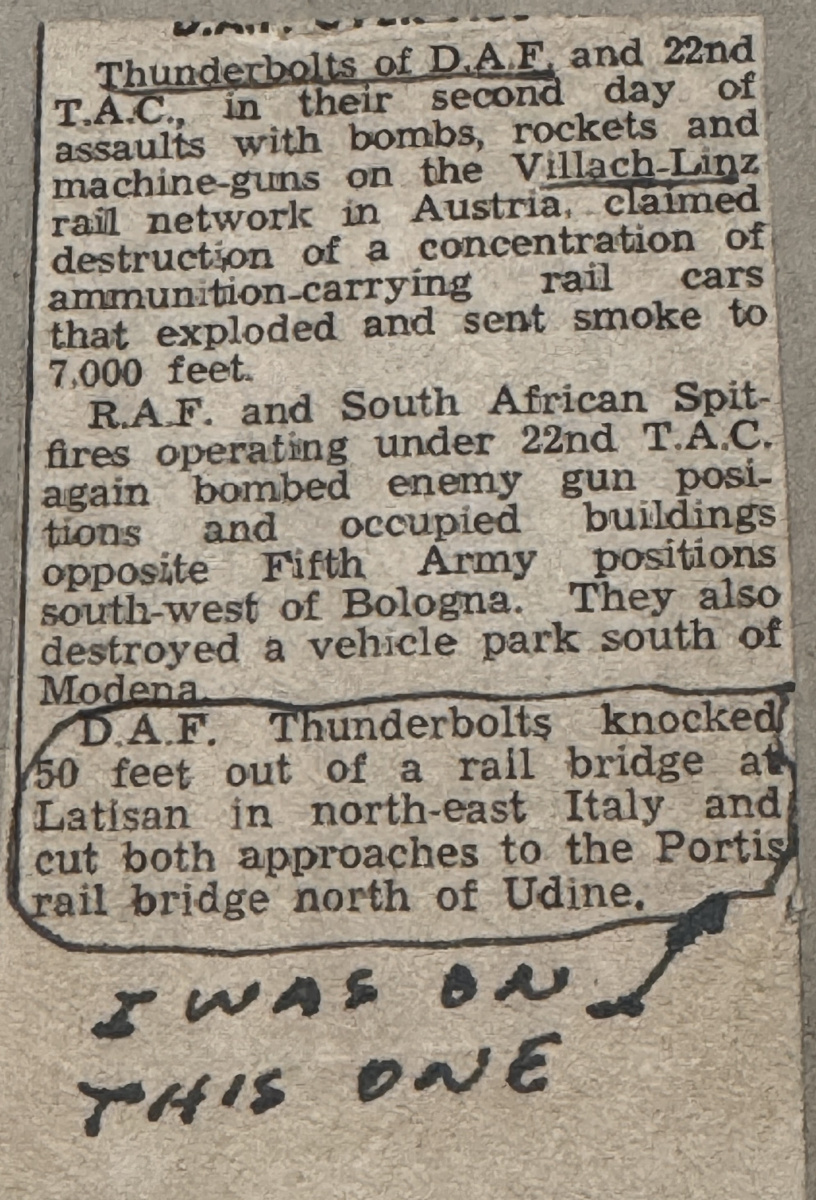 Thunderbolts of D.A.F. and 22nd
T.A.C., in their second day of
assaults with bombs, rockets and
machine-guns on the Villach-Linz
rail network in Austria, claimed
destruction of a concentration of
ammunition-carrying rail cars
that exploded and sent smoke to
7,000 feet.
R.A.F. and South African Spit-
fires operating under 22nd T.A.C.
again bombed enemy gun posi-
tions and occupied buildings
opposite Fifth Army positions
south-west of Bologna. They also
destroyed a vehicle park south of
Modena.
D.A.F. Thunderbolts knocked
50 feet out of a rail bridge at
Latisan in north-east Italy and
cut both approaches to the Portis
rail bridge north of Udine.
I WAS ON
THIS ONE